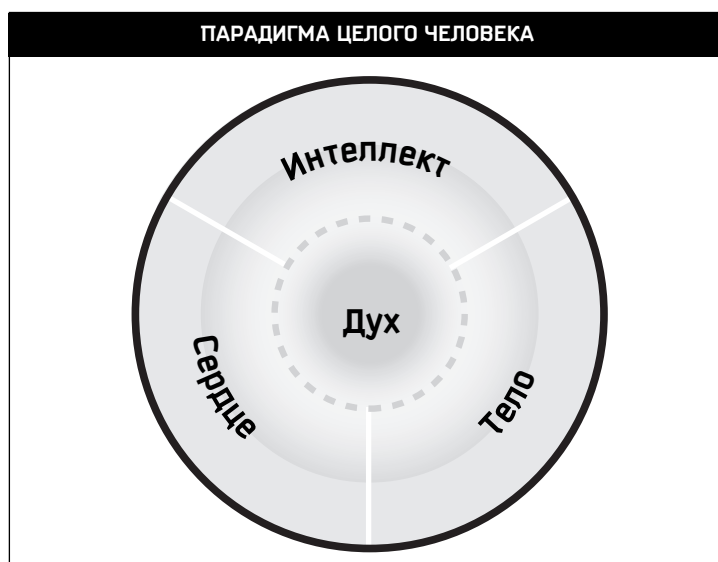 ПАРАДИГМА ЦЕЛОГО ЧЕЛОВЕКА
Интеллект
Дух
Сердце
Тело